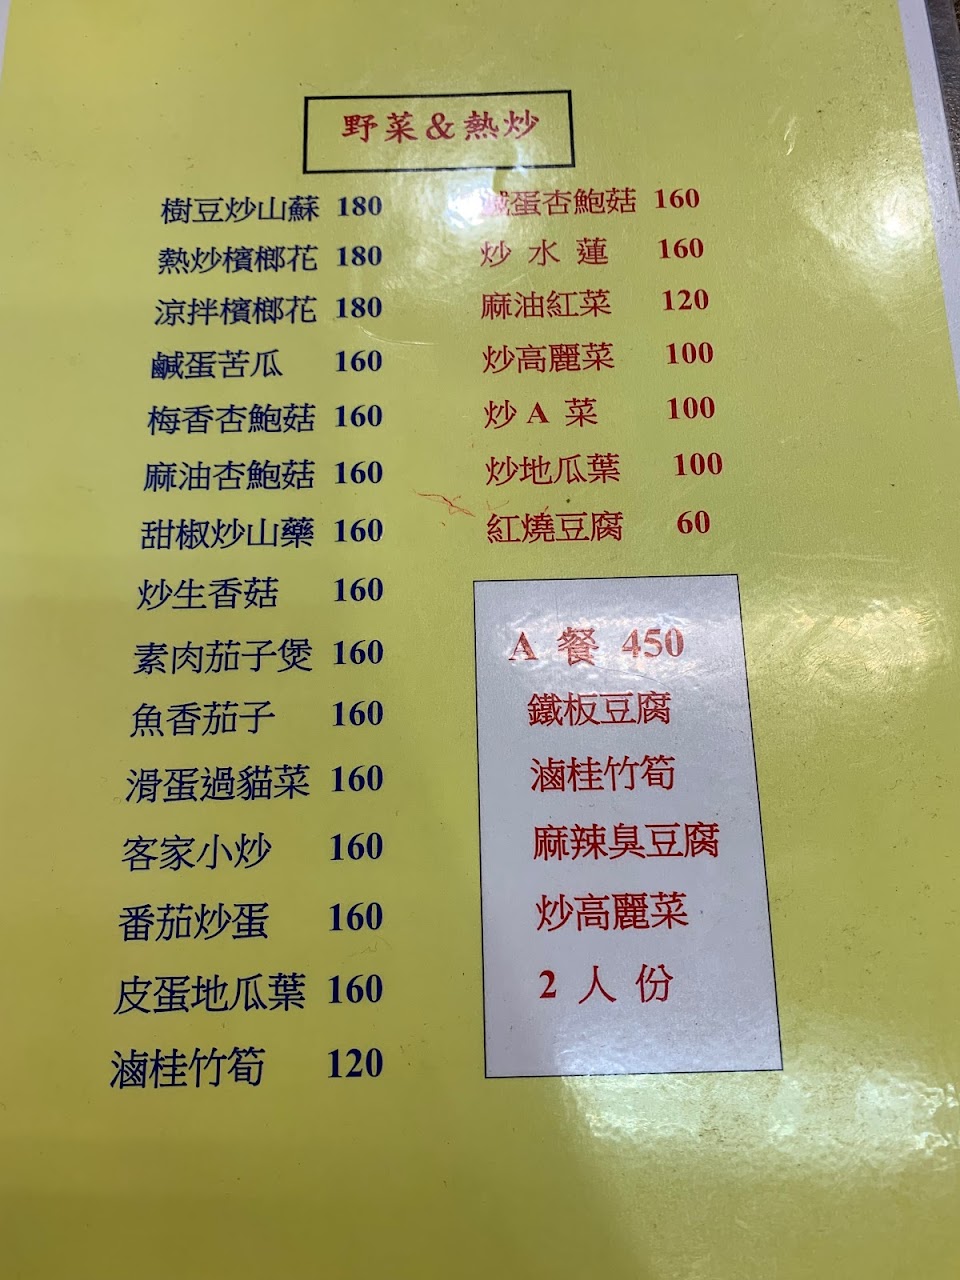 野菜&熱炒
樹豆炒山蘇 180
熱炒檳榔花 180
涼拌檳榔花 180
鹹蛋苦瓜 160
梅香杏鮑菇 160
麻油杏鮑菇 160
甜椒炒山藥 160
炒生香菇 160
素肉茄子煲 160
魚香茄子 160
滑蛋過貓菜 160
客家小炒 160
番茄炒蛋 160
皮蛋地瓜葉 160
滷桂竹筍 120
鹹蛋杏鮑菇 160
炒水蓮 160
麻油紅菜 120
炒高麗菜 100
炒A菜 100
炒地瓜葉 100
紅燒豆腐 60
A 餐 450
鐵板豆腐
滷桂竹筍
麻辣臭豆腐
炒高麗菜
2 人 份